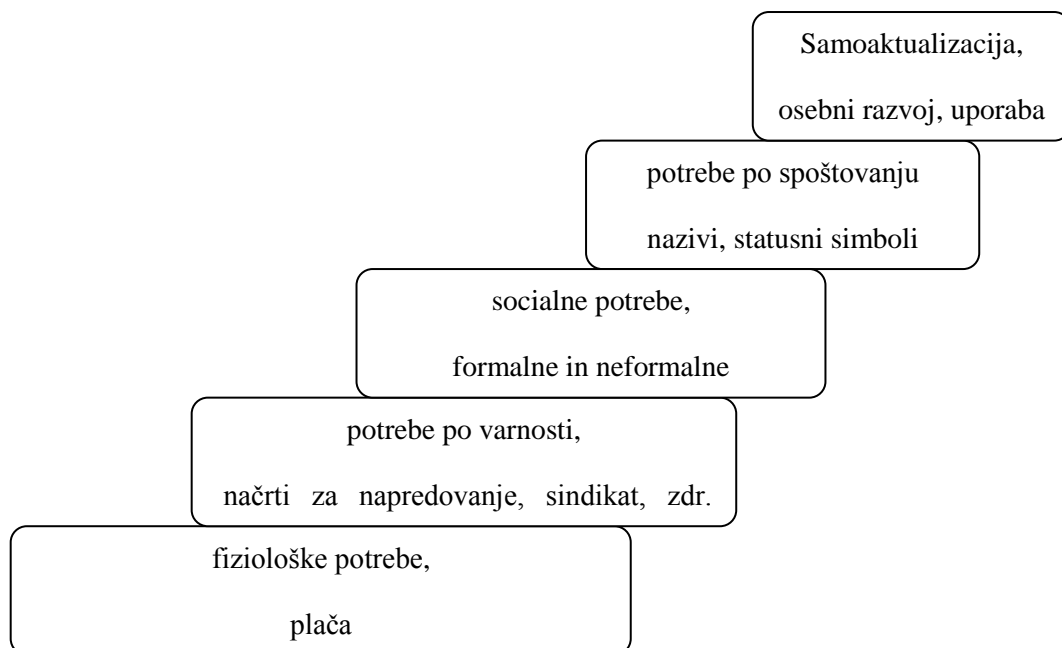 Samoaktualizacija,
osebni razvoj, uporaba
potrebe po spoštovanju
nazivi, statusni simboli
socialne potrebe,
formalne in neformalne
potrebe po varnosti,
načrti za napredovanje, sindikat, zdr.
fiziološke potrebe,
plača